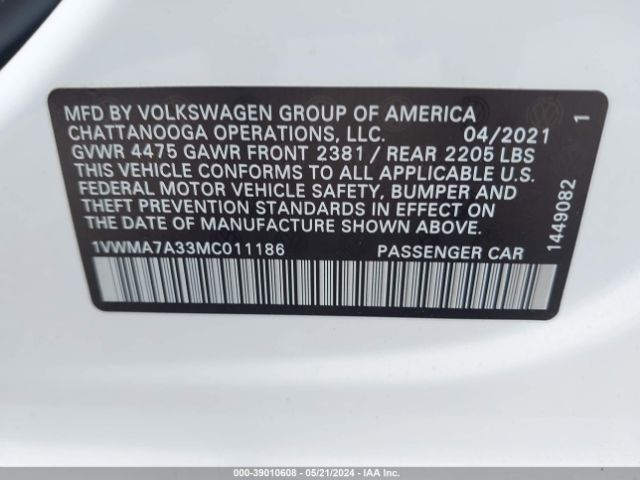 MFD BY VOLKSWAGEN GROUP OF AMERICA
CHATTANOOGA OPERATIONS, LLC. 04/2021
GVWR 4475 GAWR FRONT 2381 / REAR 2205 LBS
THIS VEHICLE CONFORMS TO ALL APPLICABLE U.S.
FEDERAL MOTOR VEHICLE SAFETY, BUMPER AND
THEFT PREVENTION STANDARDS IN EFFECT ON
THE DATE OF MANUFACTURE SHOWN ABOVE.
1VWMA7A33MC011186 PASSENGER CAR
1449082 1
000-39010608 - 05/21/2024 - IAA Inc.